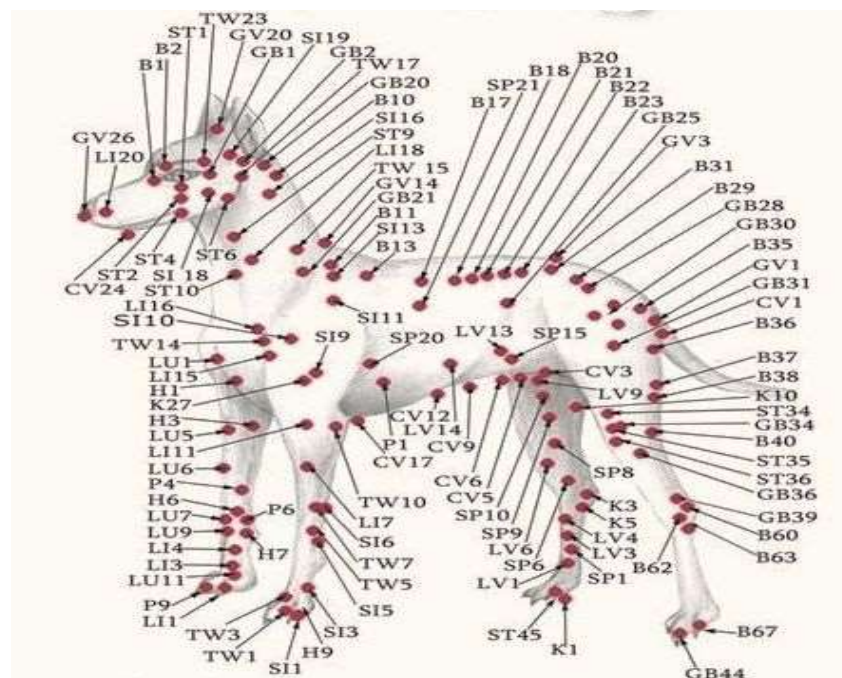 TW23
ST1 GV20 SI19
B2 GB1 GB2
B1 TW17
GB20
B10
SI16
ST9
LI18
TW 15
GV14
GB21
B11
SI13
B13
B17
SP21
B18
B20
B21
B22
B23
GB25
GV3
B31
B29
GB28
GB30
B35
GV1
GB31
CV1
B36
B37
B38
K10
ST34
GB34
B40
ST35
ST36
GB36
GB39
B60
B63
B62
B67
GB44
GV26
LI20
ST6
ST4
ST2 SI 18
CV24
ST10
LI16
SI10
TW14
LU1
LI15
H1
K27
H3
LU5
LI11
LU6
P4
H6
LU7
LU9
LI4
LI3
LU11
P9
LI1
P6
H7
SI11
SI9
SP20
LV13
SP15
CV3
LV9
CV12
LV14
CV9
P1
CV17
CV6
CV5
SP10
SP9
SP8
LV6
SP6
K3
K5
LV4
LV3
SP1
LV1
ST45
K1
TW10
LI7
SI6
TW7
TW5
SI5
TW3
TW1
SI3
H9
SI1